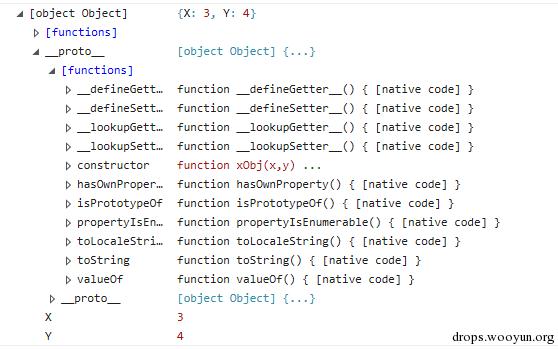 [object Object] {X: 3, Y: 4}
[functions]
__proto__ [object Object] {...}
[functions]
__defineGett… function __defineGetter__() { [native code] }
__defineSett… function __defineSetter__() { [native code] }
__lookupGett… function __lookupGetter__() { [native code] }
__lookupSett… function __lookupSetter__() { [native code] }
constructor function xObj(x,y) ...
hasOwnProper… function hasOwnProperty() { [native code] }
isPrototypeOf function isPrototypeOf() { [native code] }
propertyIsEn… function propertyIsEnumerable() { [native code] }
toLocaleStri… function toLocaleString() { [native code] }
toString function toString() { [native code] }
valueOf function valueOf() { [native code] }
__proto__ [object Object] {...}
X 3
Y 4
drops.wooyun.org